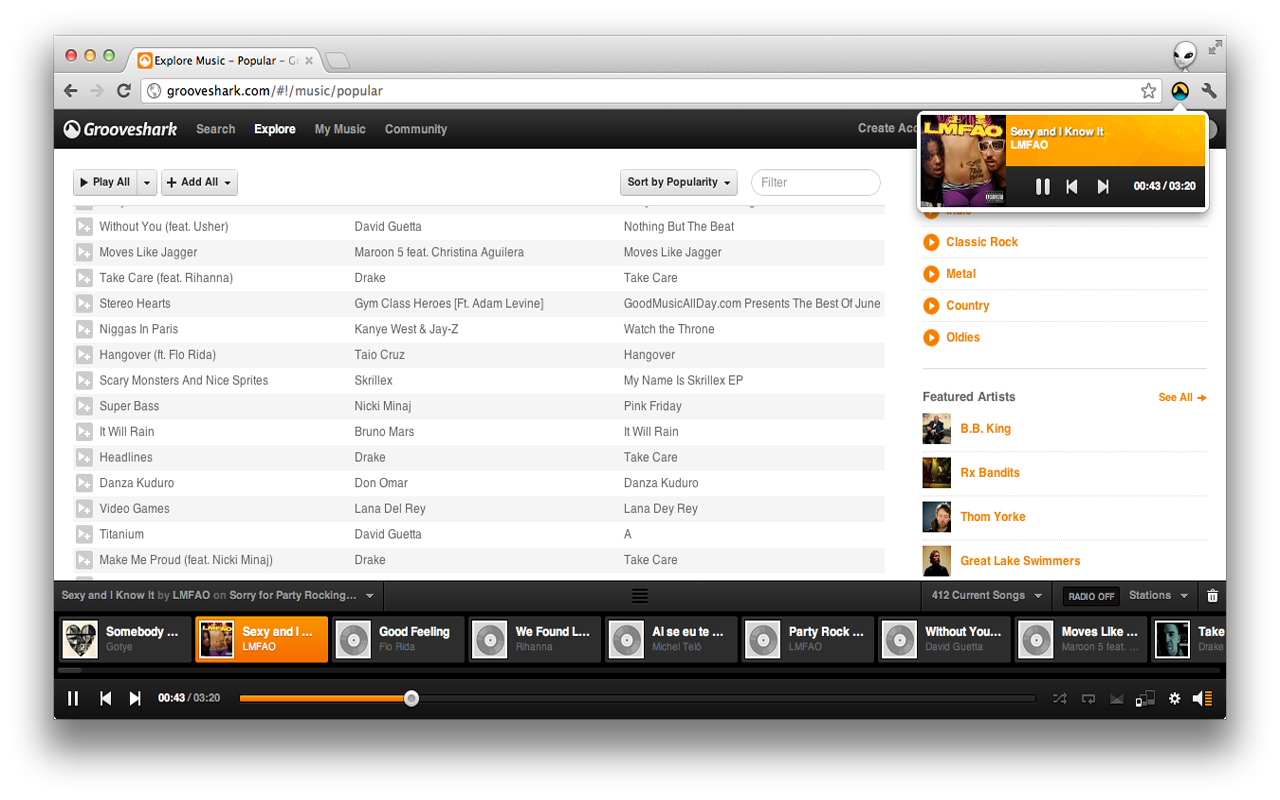 Explore Music – Popular – Gr
grooveshark.com/#!/music/popular
Grooveshark Search Explore My Music Community Create Acc
LMFAO
Sexy and I Know It
LMFAO
00:43 / 03:20
Play All Add All Sort by Popularity Filter
Without You (feat. Usher) David Guetta Nothing But The Beat
Moves Like Jagger Maroon 5 feat. Christina Aguilera Moves Like Jagger
Take Care (feat. Rihanna) Drake Take Care
Stereo Hearts Gym Class Heroes [Ft. Adam Levine] GoodMusicAllDay.com Presents The Best Of June
Niggas In Paris Kanye West & Jay-Z Watch the Throne
Hangover (ft. Flo Rida) Taio Cruz Hangover
Scary Monsters And Nice Sprites Skrillex My Name Is Skrillex EP
Super Bass Nicki Minaj Pink Friday
It Will Rain Bruno Mars It Will Rain
Headlines Drake Take Care
Danza Kuduro Don Omar Danza Kuduro
Video Games Lana Del Rey Lana Dey Rey
Titanium David Guetta A
Make Me Proud (feat. Nicki Minaj) Drake Take Care
Indie
Classic Rock
Metal
Country
Oldies
Featured Artists See All
B.B. King
Rx Bandits
Thom Yorke
Great Lake Swimmers
Sexy and I Know It by LMFAO on Sorry for Party Rocking... 412 Current Songs RADIO OFF Stations
Somebody ... Sexy and I ... Good Feeling We Found L... Ai se eu te ... Party Rock ... Without You... Moves Like ... Take
Gotye LMFAO Flo Rida Rihanna Michel Teló LMFAO David Guetta Maroon 5 feat. ... Drake
00:43 / 03:20